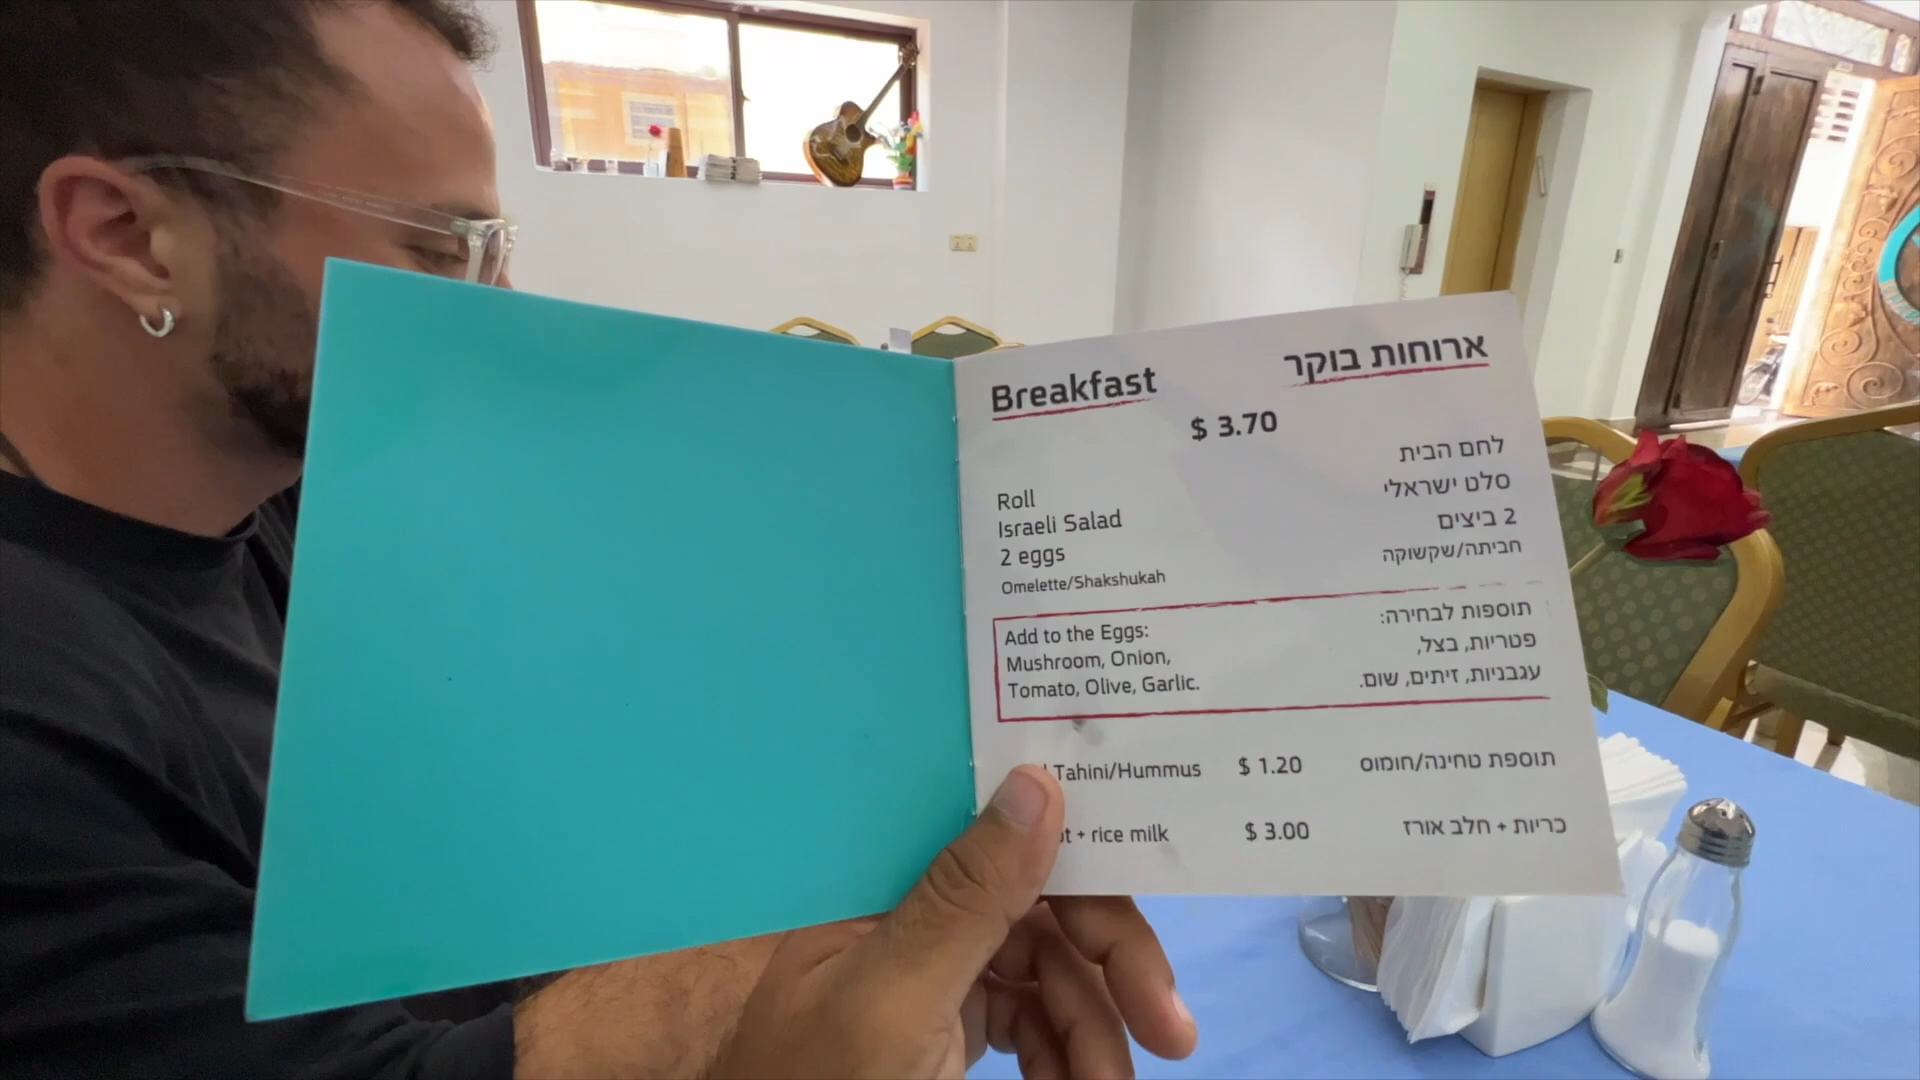 Breakfast
ארוחות בוקר
$ 3.70
Roll
Israeli Salad
2 eggs
Omelette/Shakshukah
לחם הבית
סלט ישראלי
2 ביצים
חביתה/שקשוקה
Add to the Eggs:
Mushroom, Onion,
Tomato, Olive, Garlic.
תוספות לבחירה:
פטריות, בצל,
עגבניות, זיתים, שום.
Tahini/Hummus $ 1.20 תוספת טחינה/חומוס
+ rice milk $ 3.00 כריות + חלב אורז